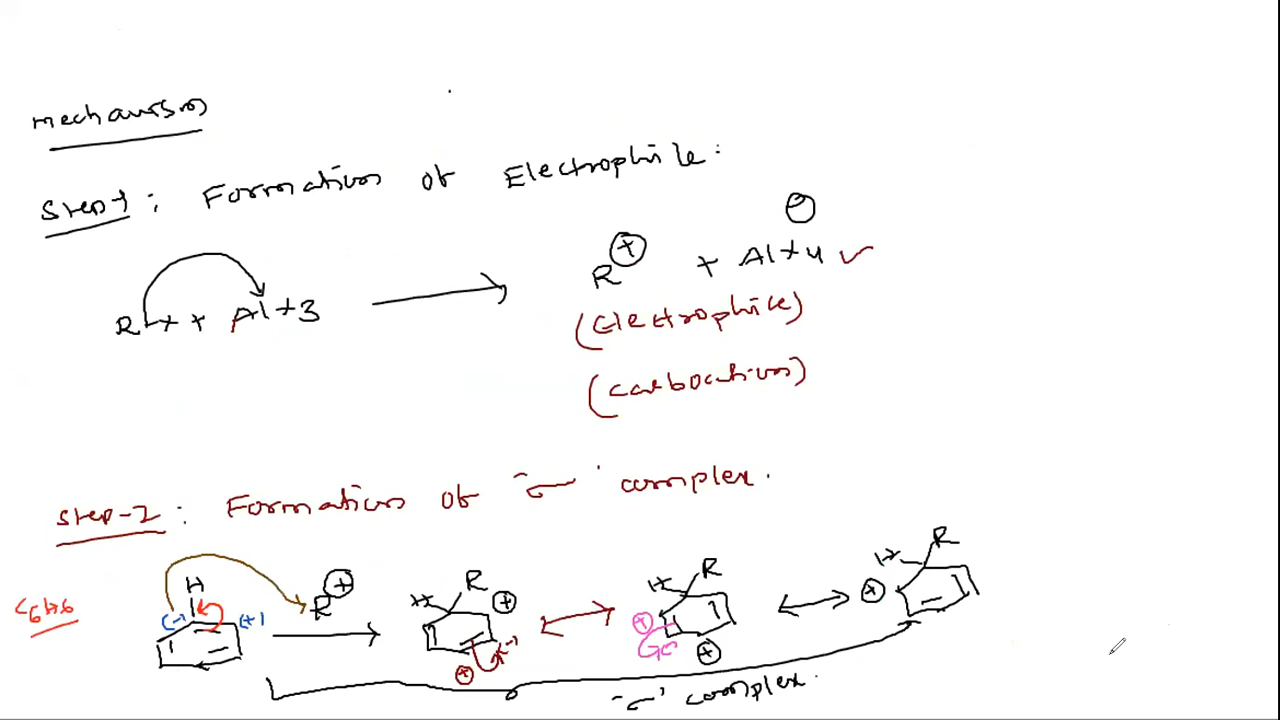 mechanism
Step-1 : Formation of Electrophile :
R-X + AlX3 → R⊕ + AlX4 ⊖
(Electrophile)
(carbocation)
Step-2 : Formation of 'σ' complex.
C6H6
H (-) (+) R⊕ → H R ⊕ ⊕ (-) ↔ H R ⊕ ⊕ ↔ H R ⊕
'σ' complex.